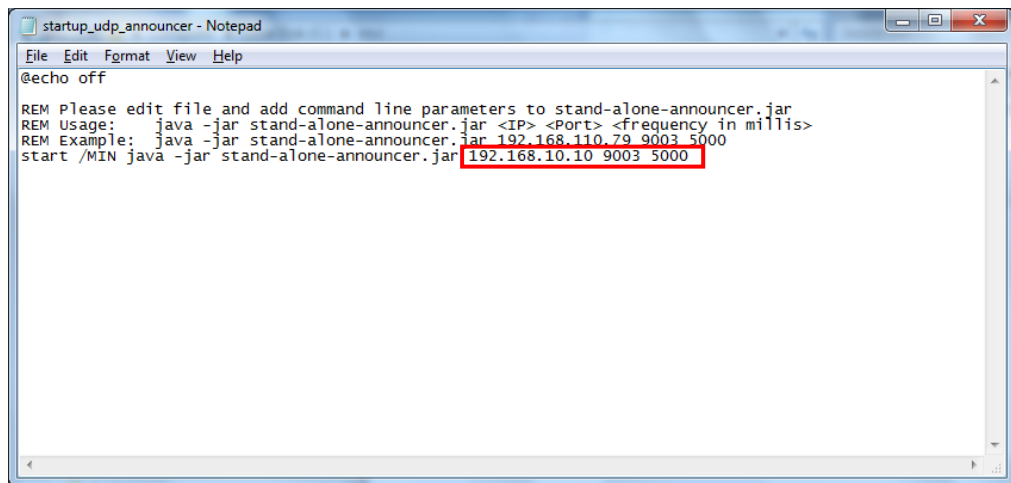 startup_udp_announcer - Notepad
File Edit Format View Help
@echo off
REM Please edit file and add command line parameters to stand-alone-announcer.jar
REM Usage: java -jar stand-alone-announcer.jar <IP> <Port> <frequency in millis>
REM Example: java -jar stand-alone-announcer.jar 192.168.110.79 9003 5000
start /MIN java -jar stand-alone-announcer.jar 192.168.10.10 9003 5000